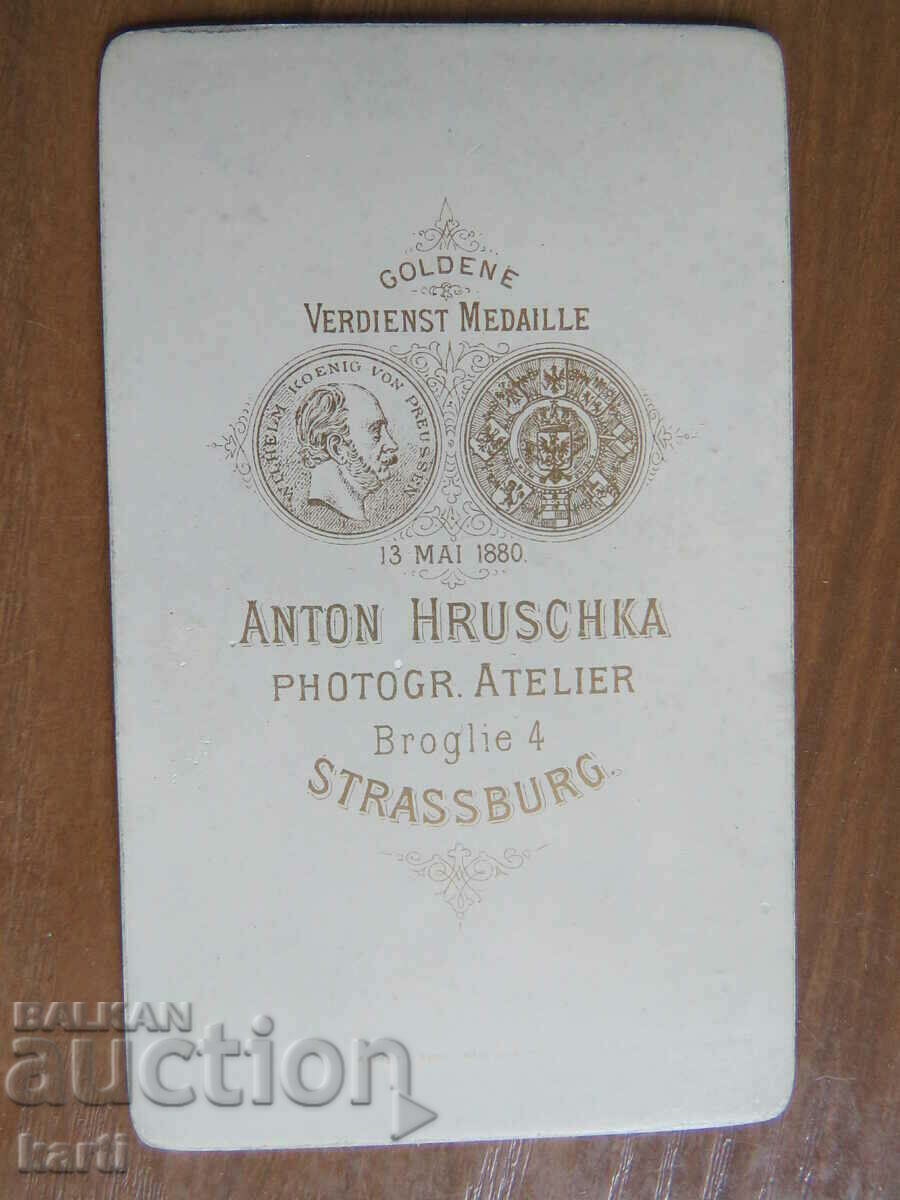 GOLDENE
VERDIENST MEDAILLE
WILHELM KOENIG VON PREUSSEN
13 MAI 1880.
ANTON HRUSCHKA
PHOTOGR. ATELIER
Broglie 4
STRASSBURG.
BALKAN
auction
karti